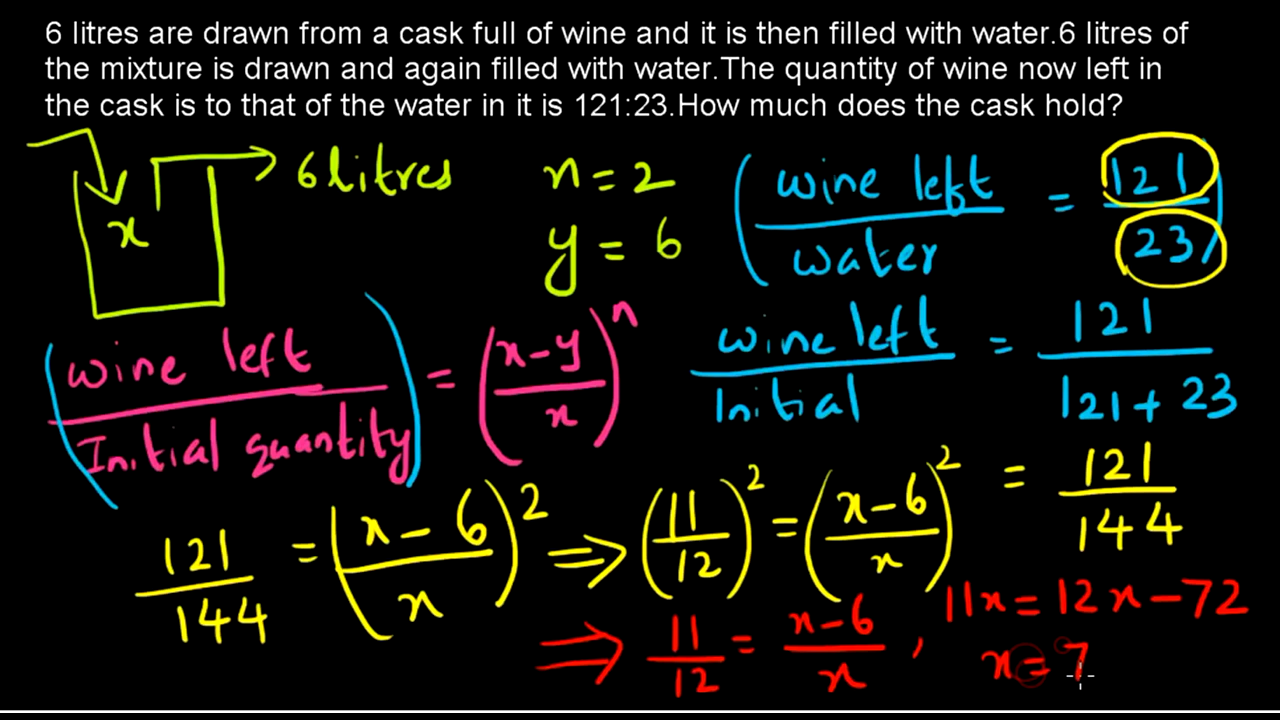 6 litres are drawn from a cask full of wine and it is then filled with water.6 litres of
the mixture is drawn and again filled with water.The quantity of wine now left in
the cask is to that of the water in it is 121:23.How much does the cask hold?
x
6 litres
n = 2
y = 6
(wine left / water = 121 / 23)
(wine left / Initial quantity) = (x-y / x)^n
wine left / Initial = 121 / 121+23
= 121 / 144
121 / 144 = (x-6 / x)^2 ⇒ (11 / 12)^2 = (x-6 / x)^2
⇒ 11 / 12 = x-6 / x , 11x = 12x-72
x = 7